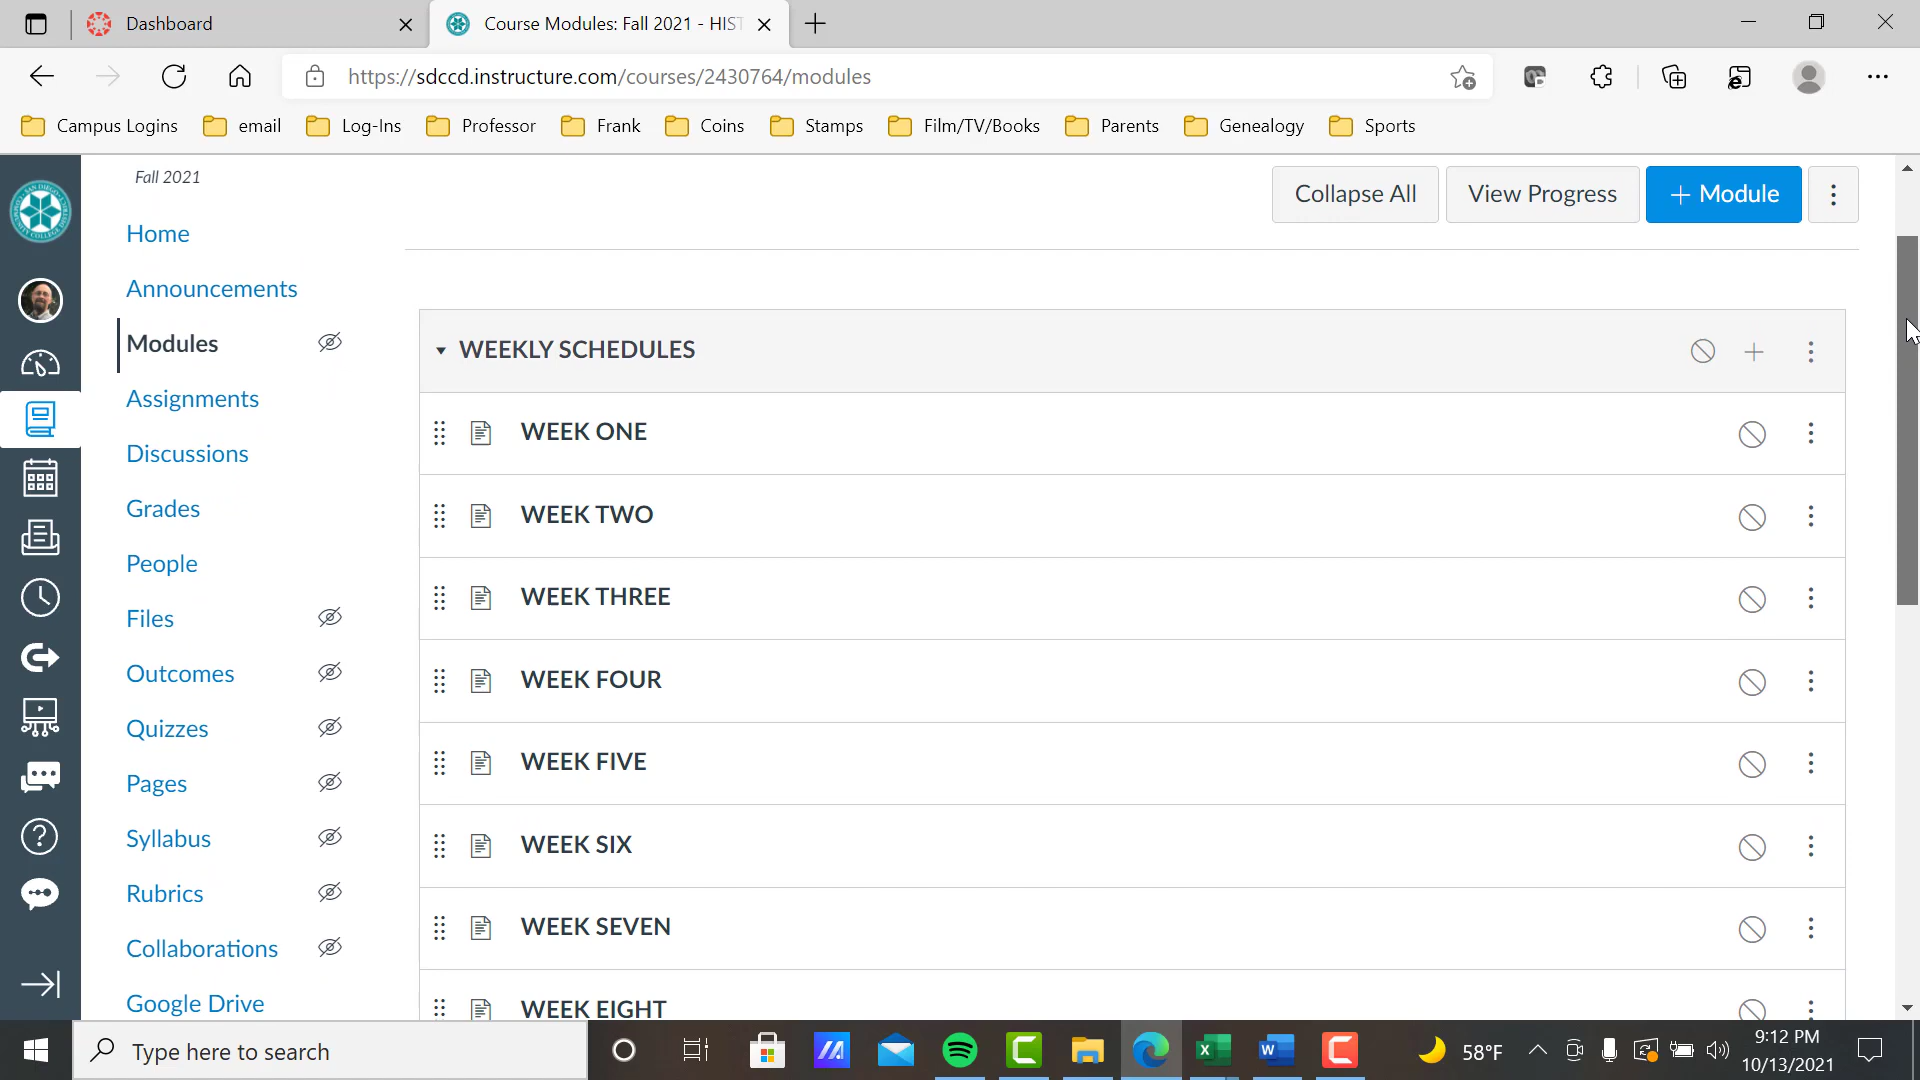 Dashboard
Course Modules: Fall 2021 - HIST
https://sdccd.instructure.com/courses/2430764/modules
Campus Logins
email
Log-Ins
Professor
Frank
Coins
Stamps
Film/TV/Books
Parents
Genealogy
Sports
Fall 2021
Home
Announcements
Modules
Assignments
Discussions
Grades
People
Files
Outcomes
Quizzes
Pages
Syllabus
Rubrics
Collaborations
Google Drive
Collapse All
View Progress
+ Module
WEEKLY SCHEDULES
WEEK ONE
WEEK TWO
WEEK THREE
WEEK FOUR
WEEK FIVE
WEEK SIX
WEEK SEVEN
WEEK EIGHT
Type here to search
58°F
9:12 PM
10/13/2021